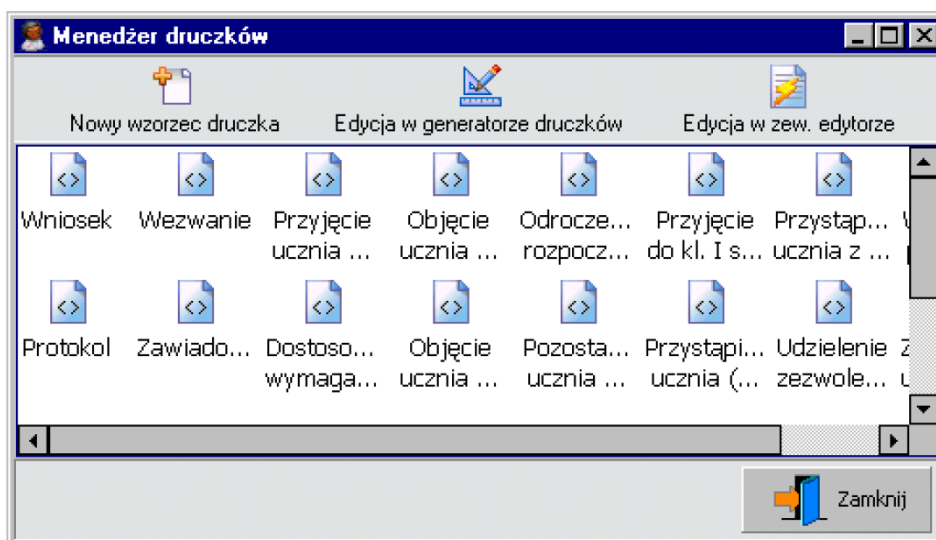 Menedżer druczków
Nowy wzorzec druczka Edycja w generatorze druczków Edycja w zew. edytorze
Wniosek Wezwanie Przyjęcie Objęcie Odrocze... Przyjęcie Przystąp...
ucznia ... ucznia ... rozpocz... do kl. I s... ucznia z ...
Protokol Zawiado... Dostoso... Objęcie Pozosta... Przystąpi... Udzielenie
wymaga... ucznia ... ucznia ... ucznia (... zezwole...
Zamknij